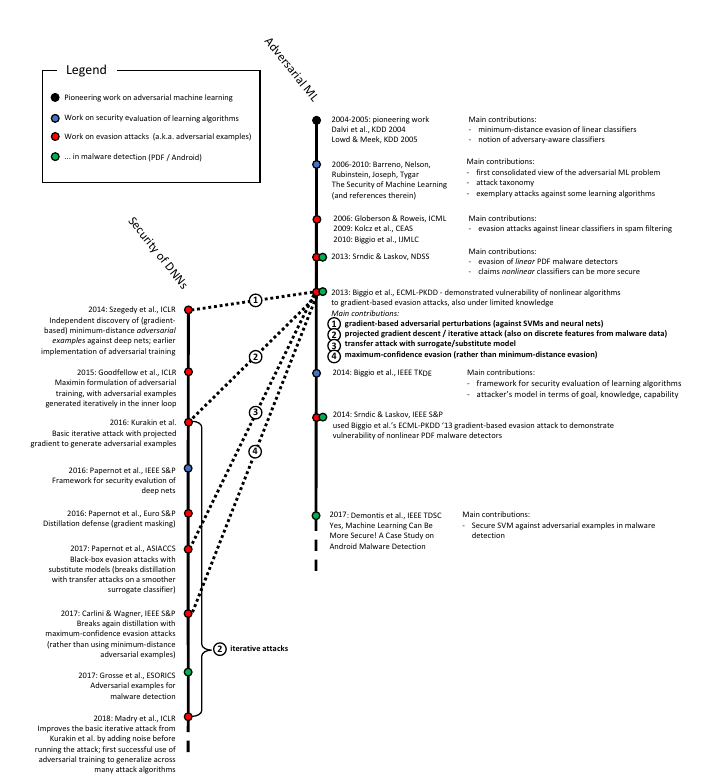 Adversarial ML
Legend
Pioneering work on adversarial machine learning
Work on security evaluation of learning algorithms
Work on evasion attacks (a.k.a. adversarial examples)
... in malware detection (PDF / Android)
2004-2005: pioneering work
Dalvi et al., KDD 2004
Lowd & Meek, KDD 2005
Main contributions:
- minimum-distance evasion of linear classifiers
- notion of adversary-aware classifiers
2006-2010: Barreno, Nelson,
Rubinstein, Joseph, Tygar
The Security of Machine Learning
(and references therein)
Main contributions:
- first consolidated view of the adversarial ML problem
- attack taxonomy
- exemplary attacks against some learning algorithms
2006: Globerson & Roweis, ICML
2009: Kolcz et al., CEAS
2010: Biggio et al., IJMLC
Main contributions:
- evasion attacks against linear classifiers in spam filtering
2013: Srndic & Laskov, NDSS
Main contributions:
- evasion of linear PDF malware detectors
- claims nonlinear classifiers can be more secure
2013: Biggio et al., ECML-PKDD - demonstrated vulnerability of nonlinear algorithms
to gradient-based evasion attacks, also under limited knowledge
Main contributions:
1 gradient-based adversarial perturbations (against SVMs and neural nets)
2 projected gradient descent / iterative attack (also on discrete features from malware data)
3 transfer attack with surrogate/substitute model
4 maximum-confidence evasion (rather than minimum-distance evasion)
2014: Biggio et al., IEEE TKDE
Main contributions:
- framework for security evaluation of learning algorithms
- attacker's model in terms of goal, knowledge, capability
2014: Srndic & Laskov, IEEE S&P
used Biggio et al.'s ECML-PKDD '13 gradient-based evasion attack to demonstrate
vulnerability of nonlinear PDF malware detectors
2017: Demontis et al., IEEE TDSC
Yes, Machine Learning Can Be
More Secure! A Case Study on
Android Malware Detection
Main contributions:
- Secure SVM against adversarial examples in malware
detection
Security of DNNs
1
2
3
4
2014: Szegedy et al., ICLR
Independent discovery of (gradient-
based) minimum-distance adversarial
examples against deep nets; earlier
implementation of adversarial training
2015: Goodfellow et al., ICLR
Maximin formulation of adversarial
training, with adversarial examples
generated iteratively in the inner loop
2016: Kurakin et al.
Basic iterative attack with projected
gradient to generate adversarial examples
2016: Papernot et al., IEEE S&P
Framework for security evalution of
deep nets
2016: Papernot et al., Euro S&P
Distillation defense (gradient masking)
2017: Papernot et al., ASIACCS
Black-box evasion attacks with
substitute models (breaks distillation
with transfer attacks on a smoother
surrogate classifier)
2017: Carlini & Wagner, IEEE S&P
Breaks again distillation with
maximum-confidence evasion attacks
(rather than using minimum-distance
adversarial examples)
2 iterative attacks
2017: Grosse et al., ESORICS
Adversarial examples for
malware detection
2018: Madry et al., ICLR
Improves the basic iterative attack from
Kurakin et al. by adding noise before
running the attack; first successful use of
adversarial training to generalize across
many attack algorithms